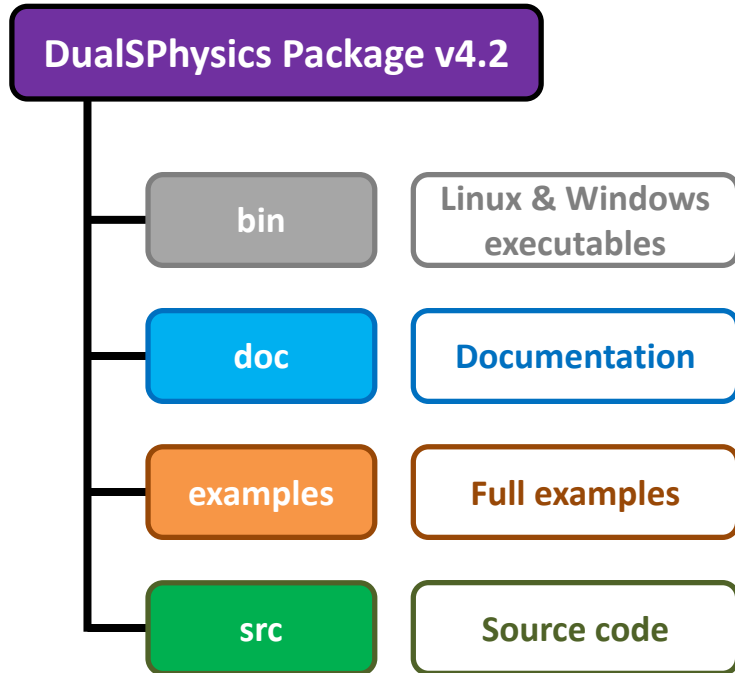 DualSPhysics Package v4.2
bin
Linux & Windows
executables
doc
Documentation
examples
Full examples
src
Source code